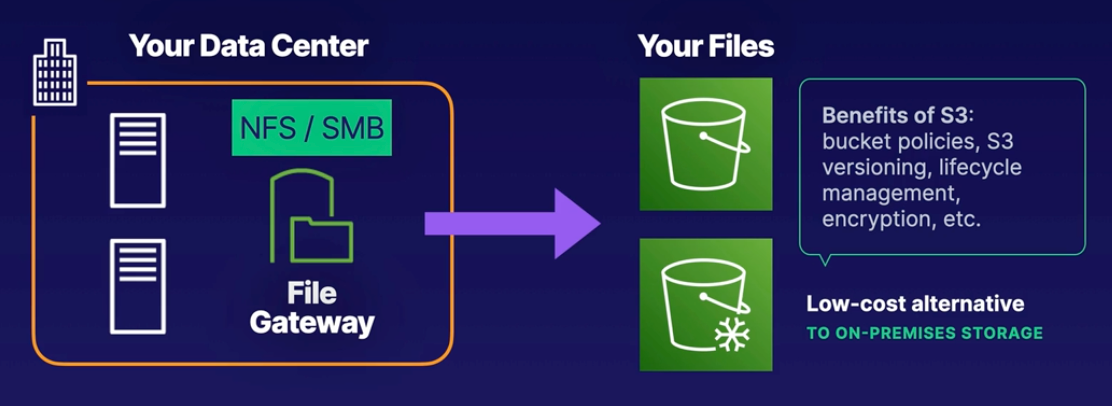 Your Data Center
NFS / SMB
File
Gateway
Your Files
Benefits of S3:
bucket policies, S3
versioning, lifecycle
management,
encryption, etc.
Low-cost alternative
TO ON-PREMISES STORAGE